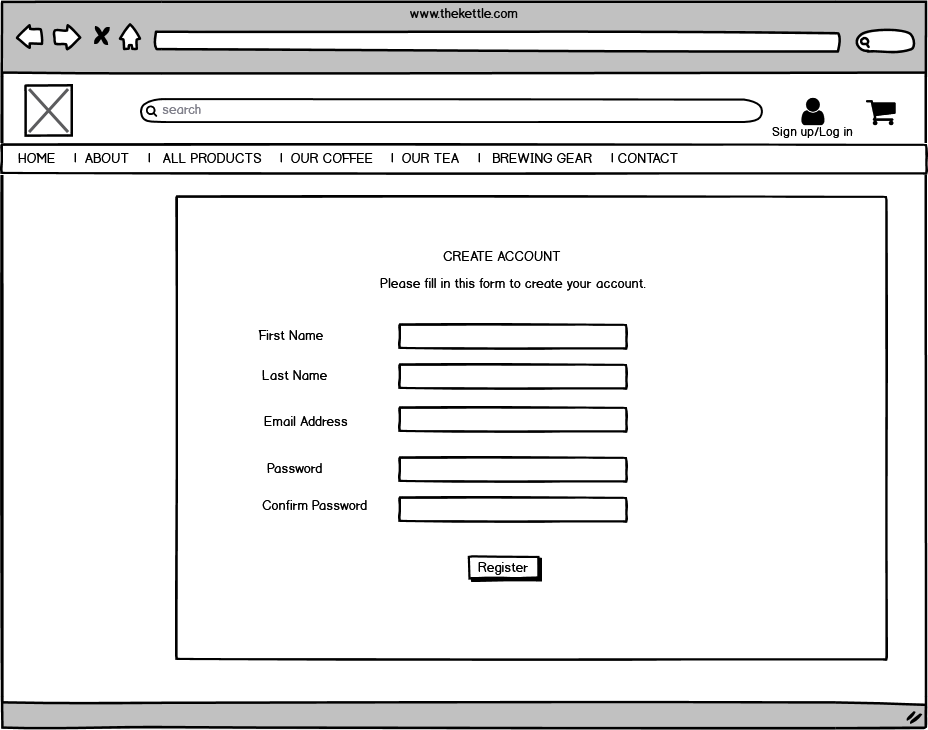 www.thekettle.com
search
Sign up/Log in
HOME | ABOUT | ALL PRODUCTS | OUR COFFEE | OUR TEA | BREWING GEAR | CONTACT
CREATE ACCOUNT
Please fill in this form to create your account.
First Name
Last Name
Email Address
Password
Confirm Password
Register